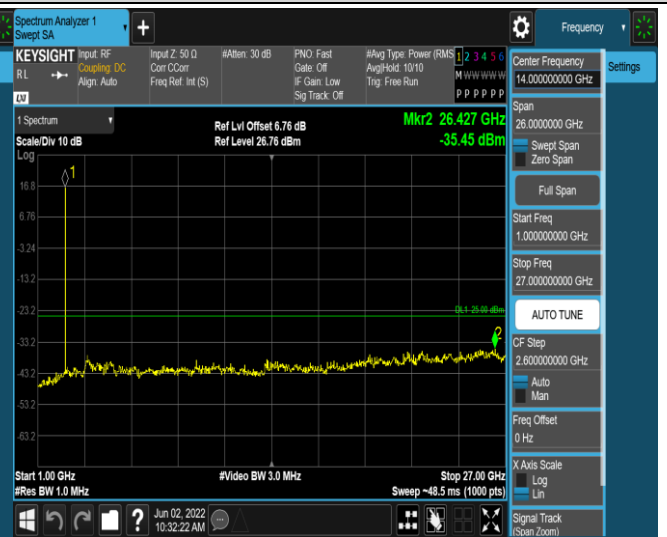 Spectrum Analyzer 1
Swept SA
+
Frequency
KEYSIGHT
RL
LXI
Input: RF
Coupling: DC
Align: Auto
Input Z: 50 Ω
Corr CCorr
Freq Ref: Int (S)
#Atten: 30 dB
PNO: Fast
Gate: Off
IF Gain: Low
Sig Track: Off
#Avg Type: Power (RMS
Avg|Hold: 10/10
Trig: Free Run
1 2 3 4 5 6
M W W W W W
P P P P P P
Center Frequency
14.000000000 GHz
Settings
Span
26.0000000 GHz
Swept Span
Zero Span
Full Span
Start Freq
1.000000000 GHz
Stop Freq
27.000000000 GHz
AUTO TUNE
CF Step
2.600000000 GHz
Auto
Man
Freq Offset
0 Hz
X Axis Scale
Log
Lin
Signal Track
(Span Zoom)
1 Spectrum
Scale/Div 10 dB
Ref Lvl Offset 6.76 dB
Ref Level 26.76 dBm
Mkr2 26.427 GHz
-35.45 dBm
Log
1
16.8
6.76
-3.24
-13.2
-23.2
DL1 -25.00 dBm
2
-33.2
-43.2
-53.2
-63.2
Start 1.00 GHz
#Video BW 3.0 MHz
Stop 27.00 GHz
#Res BW 1.0 MHz
Sweep ~48.5 ms (1000 pts)
?
Jun 02, 2022
10:32:22 AM